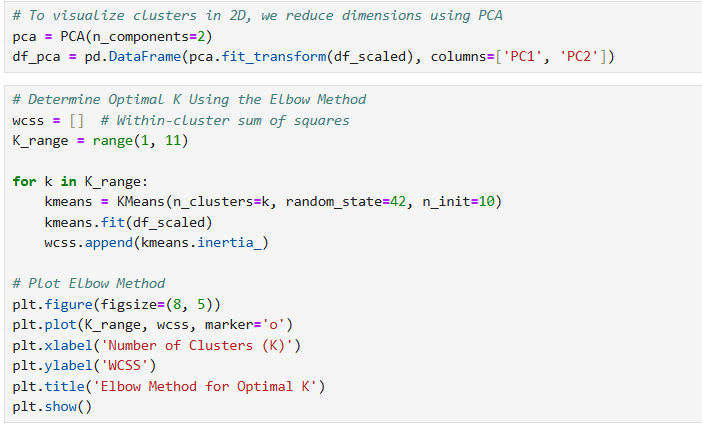 # To visualize clusters in 2D, we reduce dimensions using PCA
pca = PCA(n_components=2)
df_pca = pd.DataFrame(pca.fit_transform(df_scaled), columns=['PC1', 'PC2'])
# Determine Optimal K Using the Elbow Method
wcss = []  # Within-cluster sum of squares
K_range = range(1, 11)
for k in K_range:
    kmeans = KMeans(n_clusters=k, random_state=42, n_init=10)
    kmeans.fit(df_scaled)
    wcss.append(kmeans.inertia_)
# Plot Elbow Method
plt.figure(figsize=(8, 5))
plt.plot(K_range, wcss, marker='o')
plt.xlabel('Number of Clusters (K)')
plt.ylabel('WCSS')
plt.title('Elbow Method for Optimal K')
plt.show()